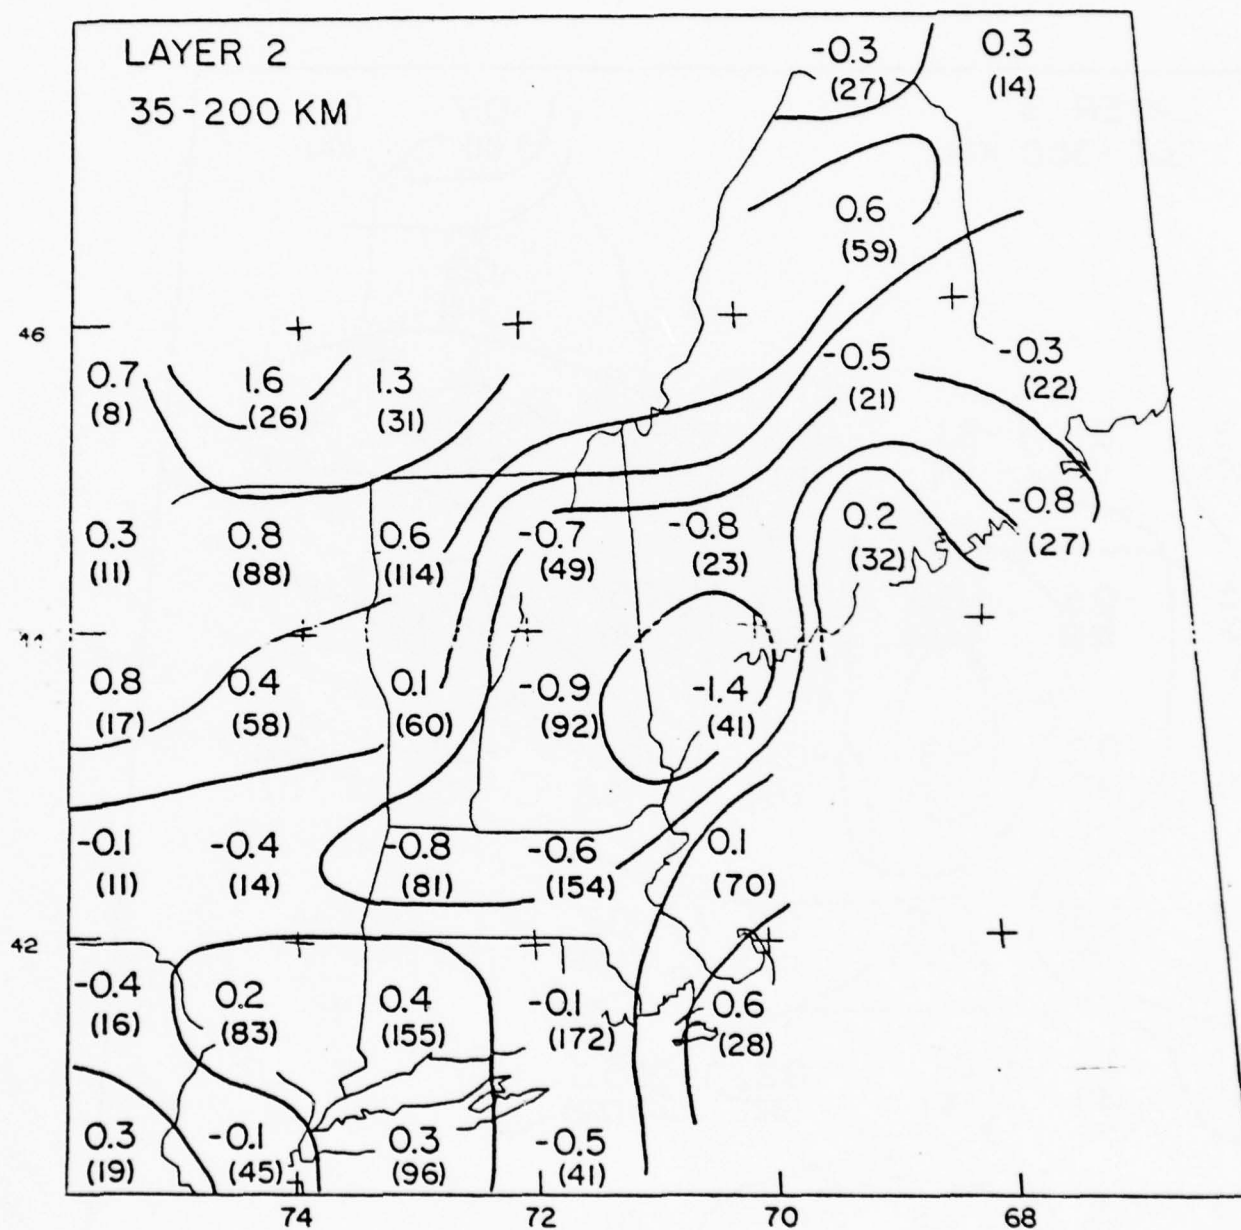 LAYER 2
35-200 KM
-0.3 0.3
(27) (14)
0.6
(59)
46
-0.5 -0.3
(21) (22)
0.7 1.6 1.3
(8) (26) (31)
0.3 0.8 0.6 -0.7 -0.8 0.2 -0.8
(11) (88) (114) (49) (23) (32) (27)
0.8 0.4 0.1 -0.9 -1.4
(17) (58) (60) (92) (41)
-0.1 -0.4 -0.8 -0.6 0.1
(11) (14) (81) (154) (70)
42
-0.4 0.2 0.4 -0.1 0.6
(16) (83) (155) (172) (28)
0.3 -0.1 0.3 -0.5
(19) (45) (96) (41)
74 72 70 68